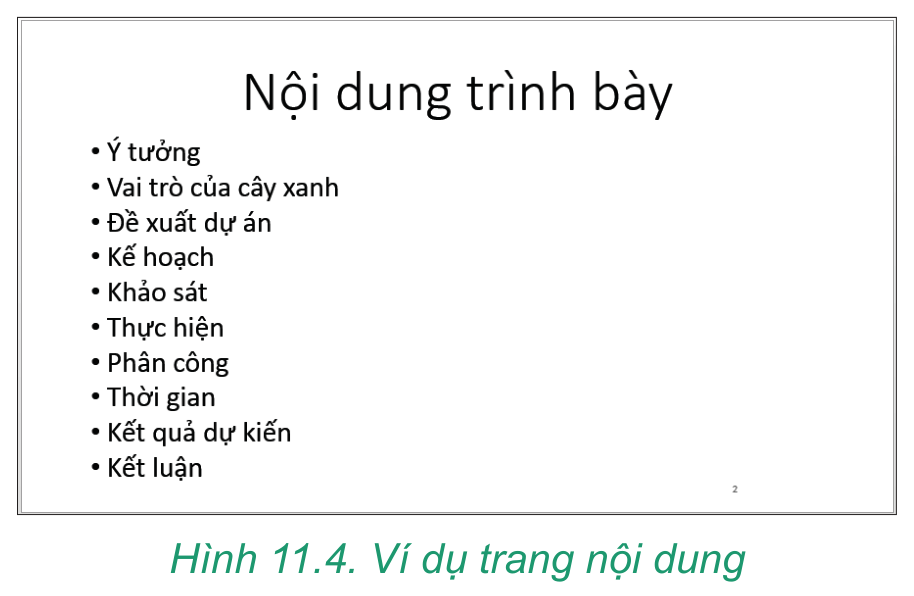 Nội dung trình bày
• Ý tưởng
• Vai trò của cây xanh
• Đề xuất dự án
• Kế hoạch
• Khảo sát
• Thực hiện
• Phân công
• Thời gian
• Kết quả dự kiến
• Kết luận
2
Hình 11.4. Ví dụ trang nội dung